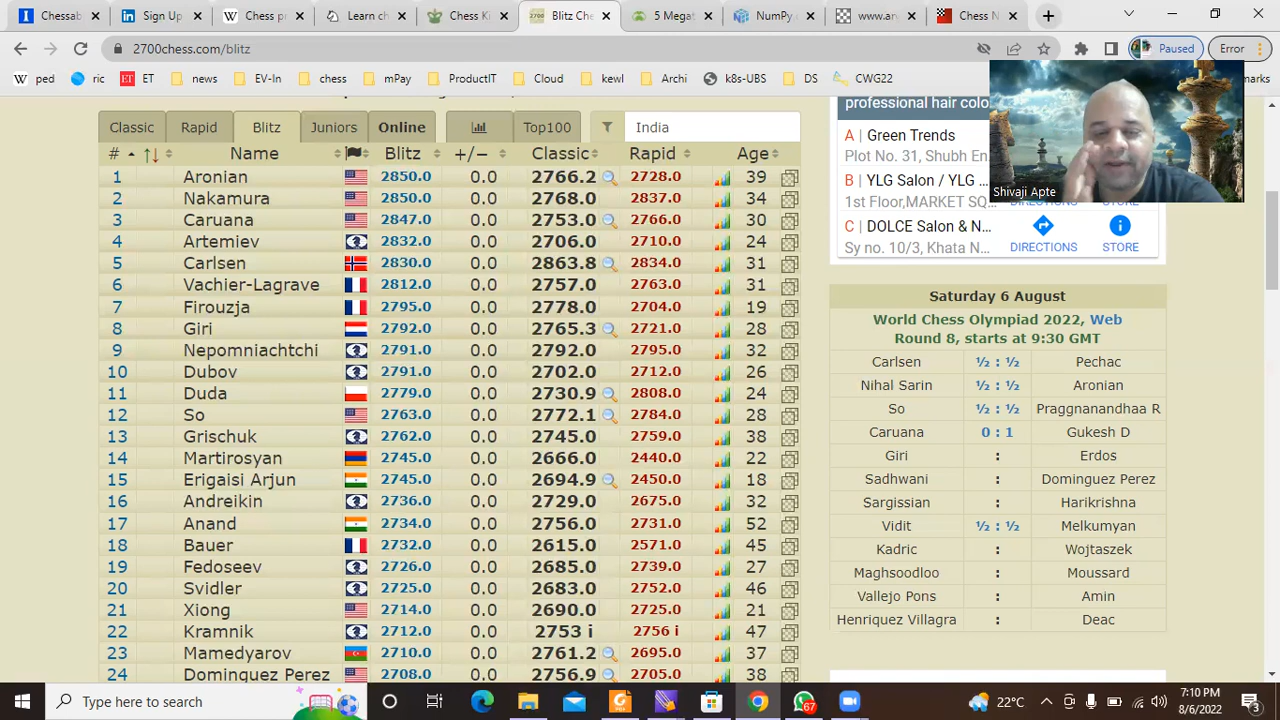 Chessab
Sign Up
Chess p
Learn c
Chess Ki
Blitz Che
5 Megat
NumPy.
www.ar
Chess N
2700chess.com/blitz
Paused
Error
ped
ric
ET
news
EV-In
chess
mPay
ProductIT
Cloud
kewl
Archi
k8s-UBS
DS
CWG22
marks
Classic Rapid Blitz Juniors Online Top100 India
# Name Blitz +/− Classic Rapid Age
1 Aronian 2850.0 0.0 2766.2 2728.0 39
2 Nakamura 2850.0 0.0 2768.0 2837.0 34
3 Caruana 2847.0 0.0 2753.0 2766.0 30
4 Artemiev 2832.0 0.0 2706.0 2710.0 24
5 Carlsen 2830.0 0.0 2863.8 2834.0 31
6 Vachier-Lagrave 2812.0 0.0 2757.0 2763.0 31
7 Firouzja 2795.0 0.0 2778.0 2704.0 19
8 Giri 2792.0 0.0 2765.3 2721.0 28
9 Nepomniachtchi 2791.0 0.0 2792.0 2795.0 32
10 Dubov 2791.0 0.0 2702.0 2712.0 26
11 Duda 2779.0 0.0 2730.9 2808.0 24
12 So 2763.0 0.0 2772.1 2784.0 28
13 Grischuk 2762.0 0.0 2745.0 2759.0 38
14 Martirosyan 2745.0 0.0 2666.0 2440.0 22
15 Erigaisi Arjun 2745.0 0.0 2694.9 2450.0 18
16 Andreikin 2736.0 0.0 2729.0 2675.0 32
17 Anand 2734.0 0.0 2756.0 2731.0 52
18 Bauer 2732.0 0.0 2615.0 2571.0 45
19 Fedoseev 2726.0 0.0 2685.0 2739.0 27
20 Svidler 2725.0 0.0 2683.0 2752.0 46
21 Xiong 2714.0 0.0 2690.0 2725.0 21
22 Kramnik 2712.0 0.0 2753 i 2756 i 47
23 Mamedyarov 2710.0 0.0 2761.2 2695.0 37
24 Dominguez Perez 2708.0 0.0 2756.9 2705.0 38
professional hair colo
A | Green Trends
Plot No. 31, Shubh En.
DIRECTIONS STORE
B | YLG Salon / YLG ...
1st Floor,MARKET SQ
C | DOLCE Salon & N...
Sy no. 10/3, Khata N
DIRECTIONS STORE
Shivaji Apte
Saturday 6 August
World Chess Olympiad 2022, Web
Round 8, starts at 9:30 GMT
Carlsen ½ : ½ Pechac
Nihal Sarin ½ : ½ Aronian
So ½ : ½ Praggnanandhaa R
Caruana 0 : 1 Gukesh D
Giri : Erdos
Sadhwani : Dominguez Perez
Sargissian : Harikrishna
Vidit ½ : ½ Melkumyan
Kadric : Wojtaszek
Maghsoodloo : Moussard
Vallejo Pons : Amin
Henriquez Villagra : Deac
Type here to search
67
22°C
7:10 PM
8/6/2022
3